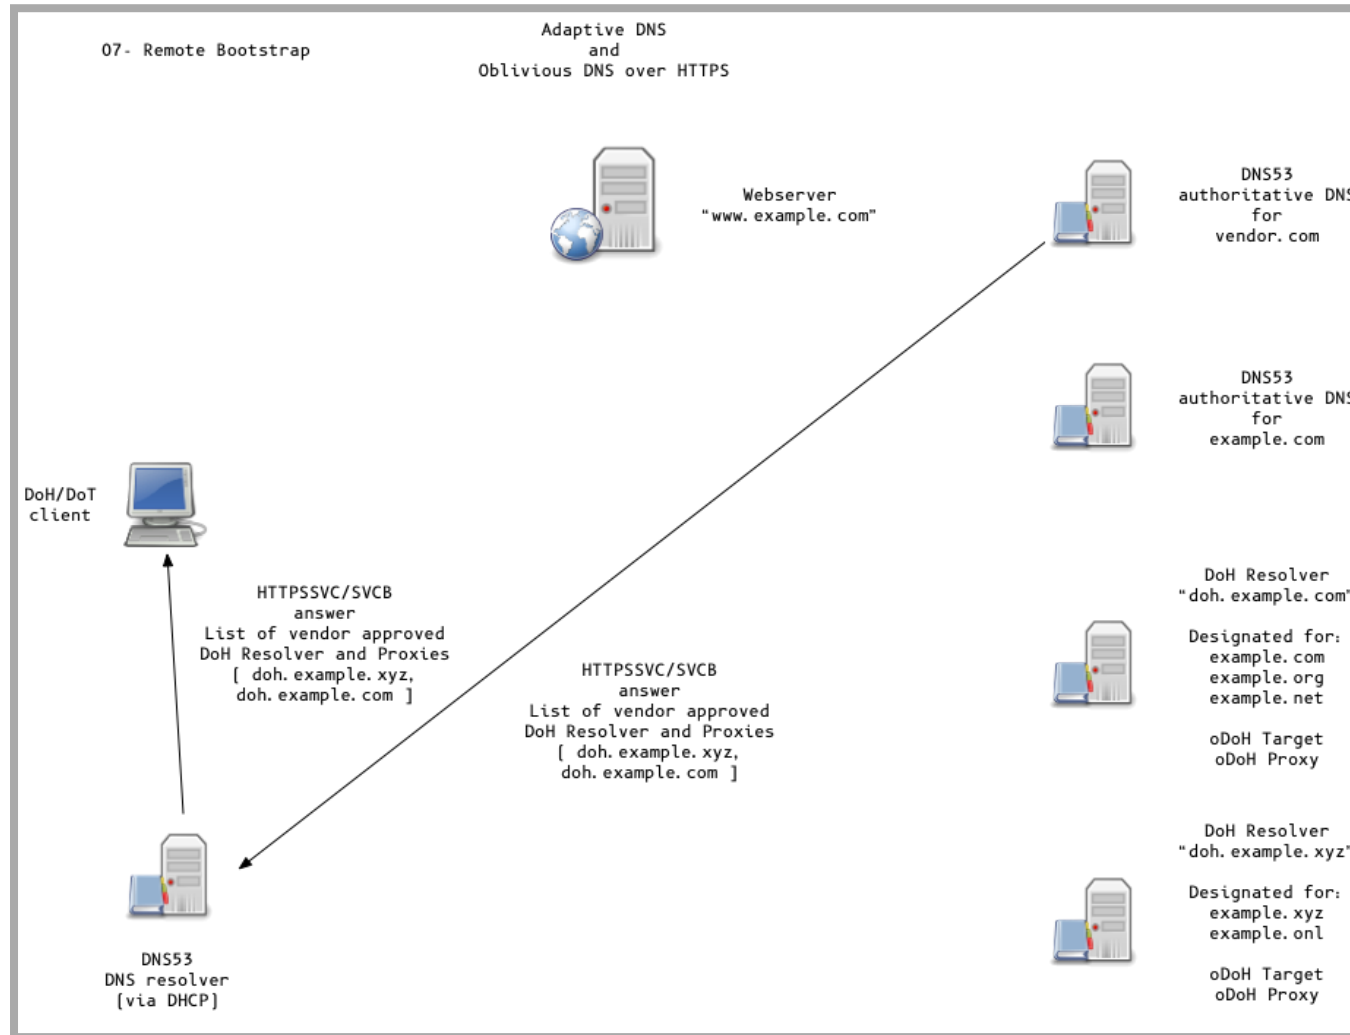 07- Remote Bootstrap
Adaptive DNS
and
Oblivious DNS over HTTPS
Webserver
"www.example.com"
DNS53
authoritative DNS
for
vendor.com
DNS53
authoritative DNS
for
example.com
DoH/DoT
client
HTTPSSVC/SVCB
answer
List of vendor approved
DoH Resolver and Proxies
[ doh.example.xyz,
doh.example.com ]
HTTPSSVC/SVCB
answer
List of vendor approved
DoH Resolver and Proxies
[ doh.example.xyz,
doh.example.com ]
DoH Resolver
"doh.example.com"
Designated for:
example.com
example.org
example.net
oDoH Target
oDoH Proxy
DoH Resolver
"doh.example.xyz"
Designated for:
example.xyz
example.onl
oDoH Target
oDoH Proxy
DNS53
DNS resolver
[via DHCP]